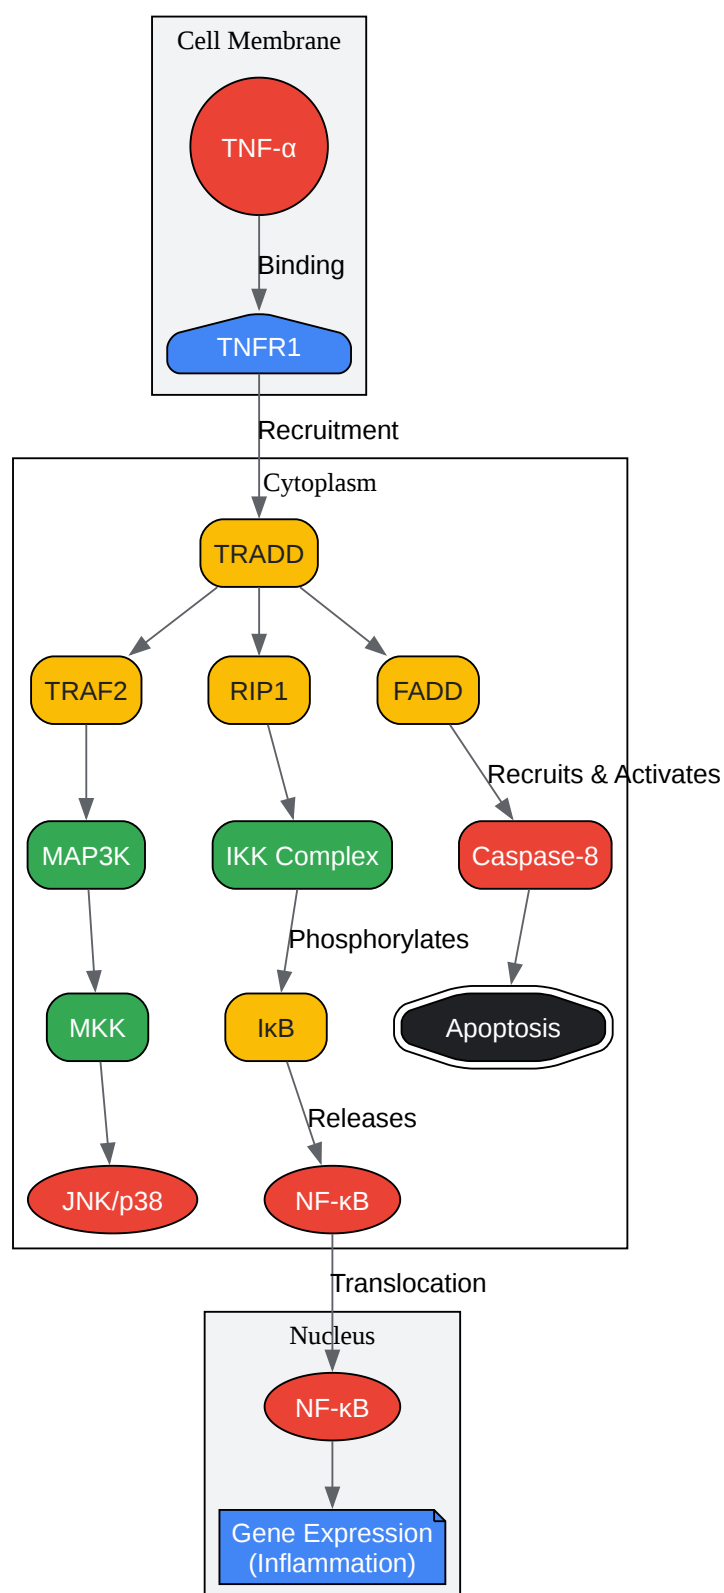 Cell Membrane
TNF-α
Binding
TNFR1
Recruitment
Cytoplasm
TRADD
TRAF2
RIP1
FADD
Recruits & Activates
MAP3K
IKK Complex
Caspase-8
Phosphorylates
MKK
IκB
Apoptosis
Releases
JNK/p38
NF-κB
Translocation
Nucleus
NF-κB
Gene Expression
(Inflammation)